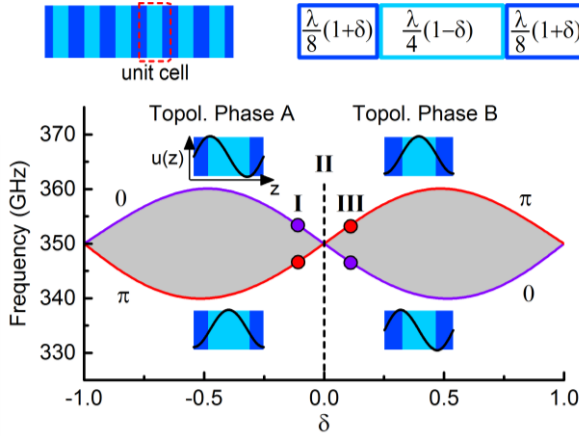 λ/8 (1+δ) λ/4 (1-δ) λ/8 (1+δ)
unit cell
Topol. Phase A Topol. Phase B
370
360
350
340
330
Frequency (GHz)
u(z)
z
0
π
I
II
III
π
0
-1.0 -0.5 0.0 0.5 1.0
δ